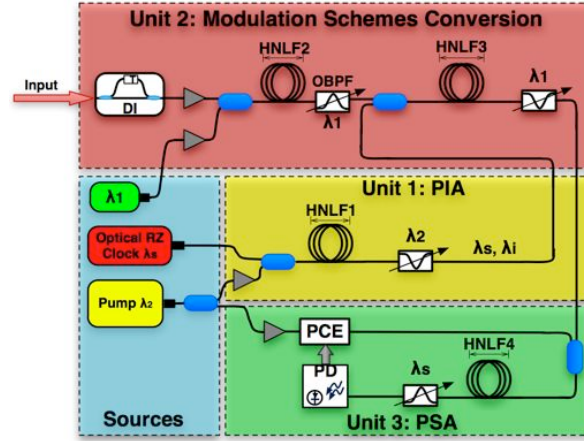 Unit 2: Modulation Schemes Conversion
HNLF2
HNLF3
Input
T
DI
OBPF
λ1
λ1
λ1
Unit 1: PIA
HNLF1
Optical RZ
Clock λs
λ2
λs, λi
Pump λ2
PCE
HNLF4
PD
λs
Sources
Unit 3: PSA